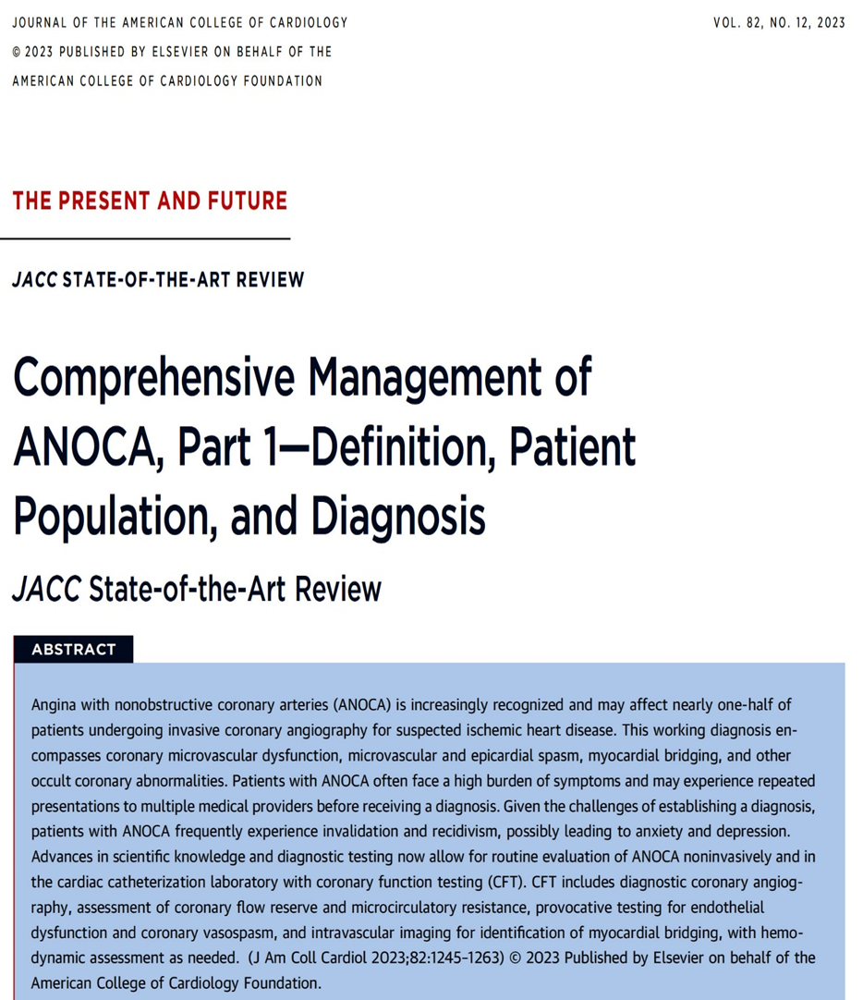 JOURNAL OF THE AMERICAN COLLEGE OF CARDIOLOGY
VOL. 82, NO. 12, 2023
© 2023 PUBLISHED BY ELSEVIER ON BEHALF OF THE
AMERICAN COLLEGE OF CARDIOLOGY FOUNDATION
THE PRESENT AND FUTURE
JACC STATE-OF-THE-ART REVIEW
Comprehensive Management of
ANOCA, Part 1—Definition, Patient
Population, and Diagnosis
JACC State-of-the-Art Review
ABSTRACT
Angina with nonobstructive coronary arteries (ANOCA) is increasingly recognized and may affect nearly one-half of
patients undergoing invasive coronary angiography for suspected ischemic heart disease. This working diagnosis en-
compasses coronary microvascular dysfunction, microvascular and epicardial spasm, myocardial bridging, and other
occult coronary abnormalities. Patients with ANOCA often face a high burden of symptoms and may experience repeated
presentations to multiple medical providers before receiving a diagnosis. Given the challenges of establishing a diagnosis,
patients with ANOCA frequently experience invalidation and recidivism, possibly leading to anxiety and depression.
Advances in scientific knowledge and diagnostic testing now allow for routine evaluation of ANOCA noninvasively and in
the cardiac catheterization laboratory with coronary function testing (CFT). CFT includes diagnostic coronary angiog-
raphy, assessment of coronary flow reserve and microcirculatory resistance, provocative testing for endothelial
dysfunction and coronary vasospasm, and intravascular imaging for identification of myocardial bridging, with hemo-
dynamic assessment as needed. (J Am Coll Cardiol 2023;82:1245–1263) © 2023 Published by Elsevier on behalf of the
American College of Cardiology Foundation.